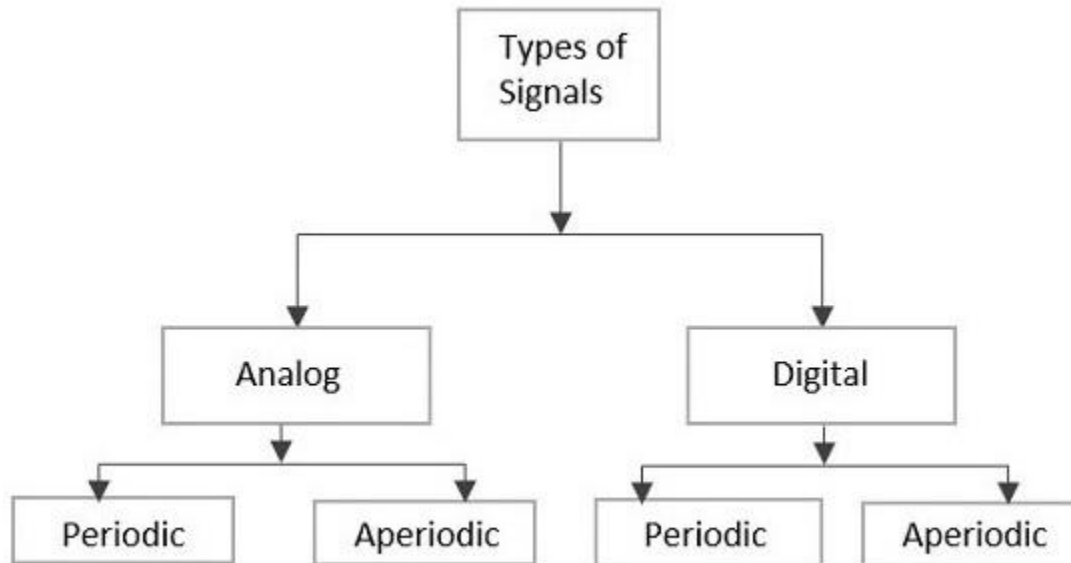 Types of
Signals
Analog
Digital
Periodic
Aperiodic
Periodic
Aperiodic